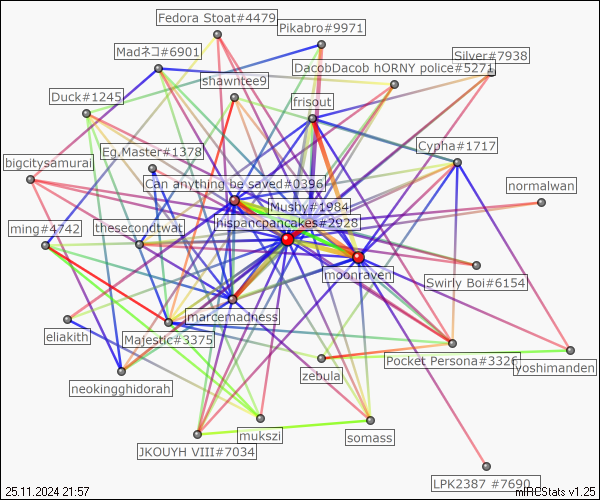 Fedora Stoat#4479
Pikabro#9971
Madネコ#6901
Silver#7938
DacobDacob hORNY police#5271
shawntee9
Duck#1245
frisout
Eg.Master#1378
Cypha#1717
bigcitysamurai
Can anything be saved#0396
normalwan
Mushy#1984
ming#4742
thesecondtwat
hispancpancakes#2928
moonraven
Swirly Boi#6154
marcemadness
eliakith
Majestic#3375
Pocket Persona#3326
yoshimanden
zebula
neokingghidorah
mukszi
somass
JKOUYH VIII#7034
LPK2387 #7690
25.11.2024 21:57
mIRCStats v1.25